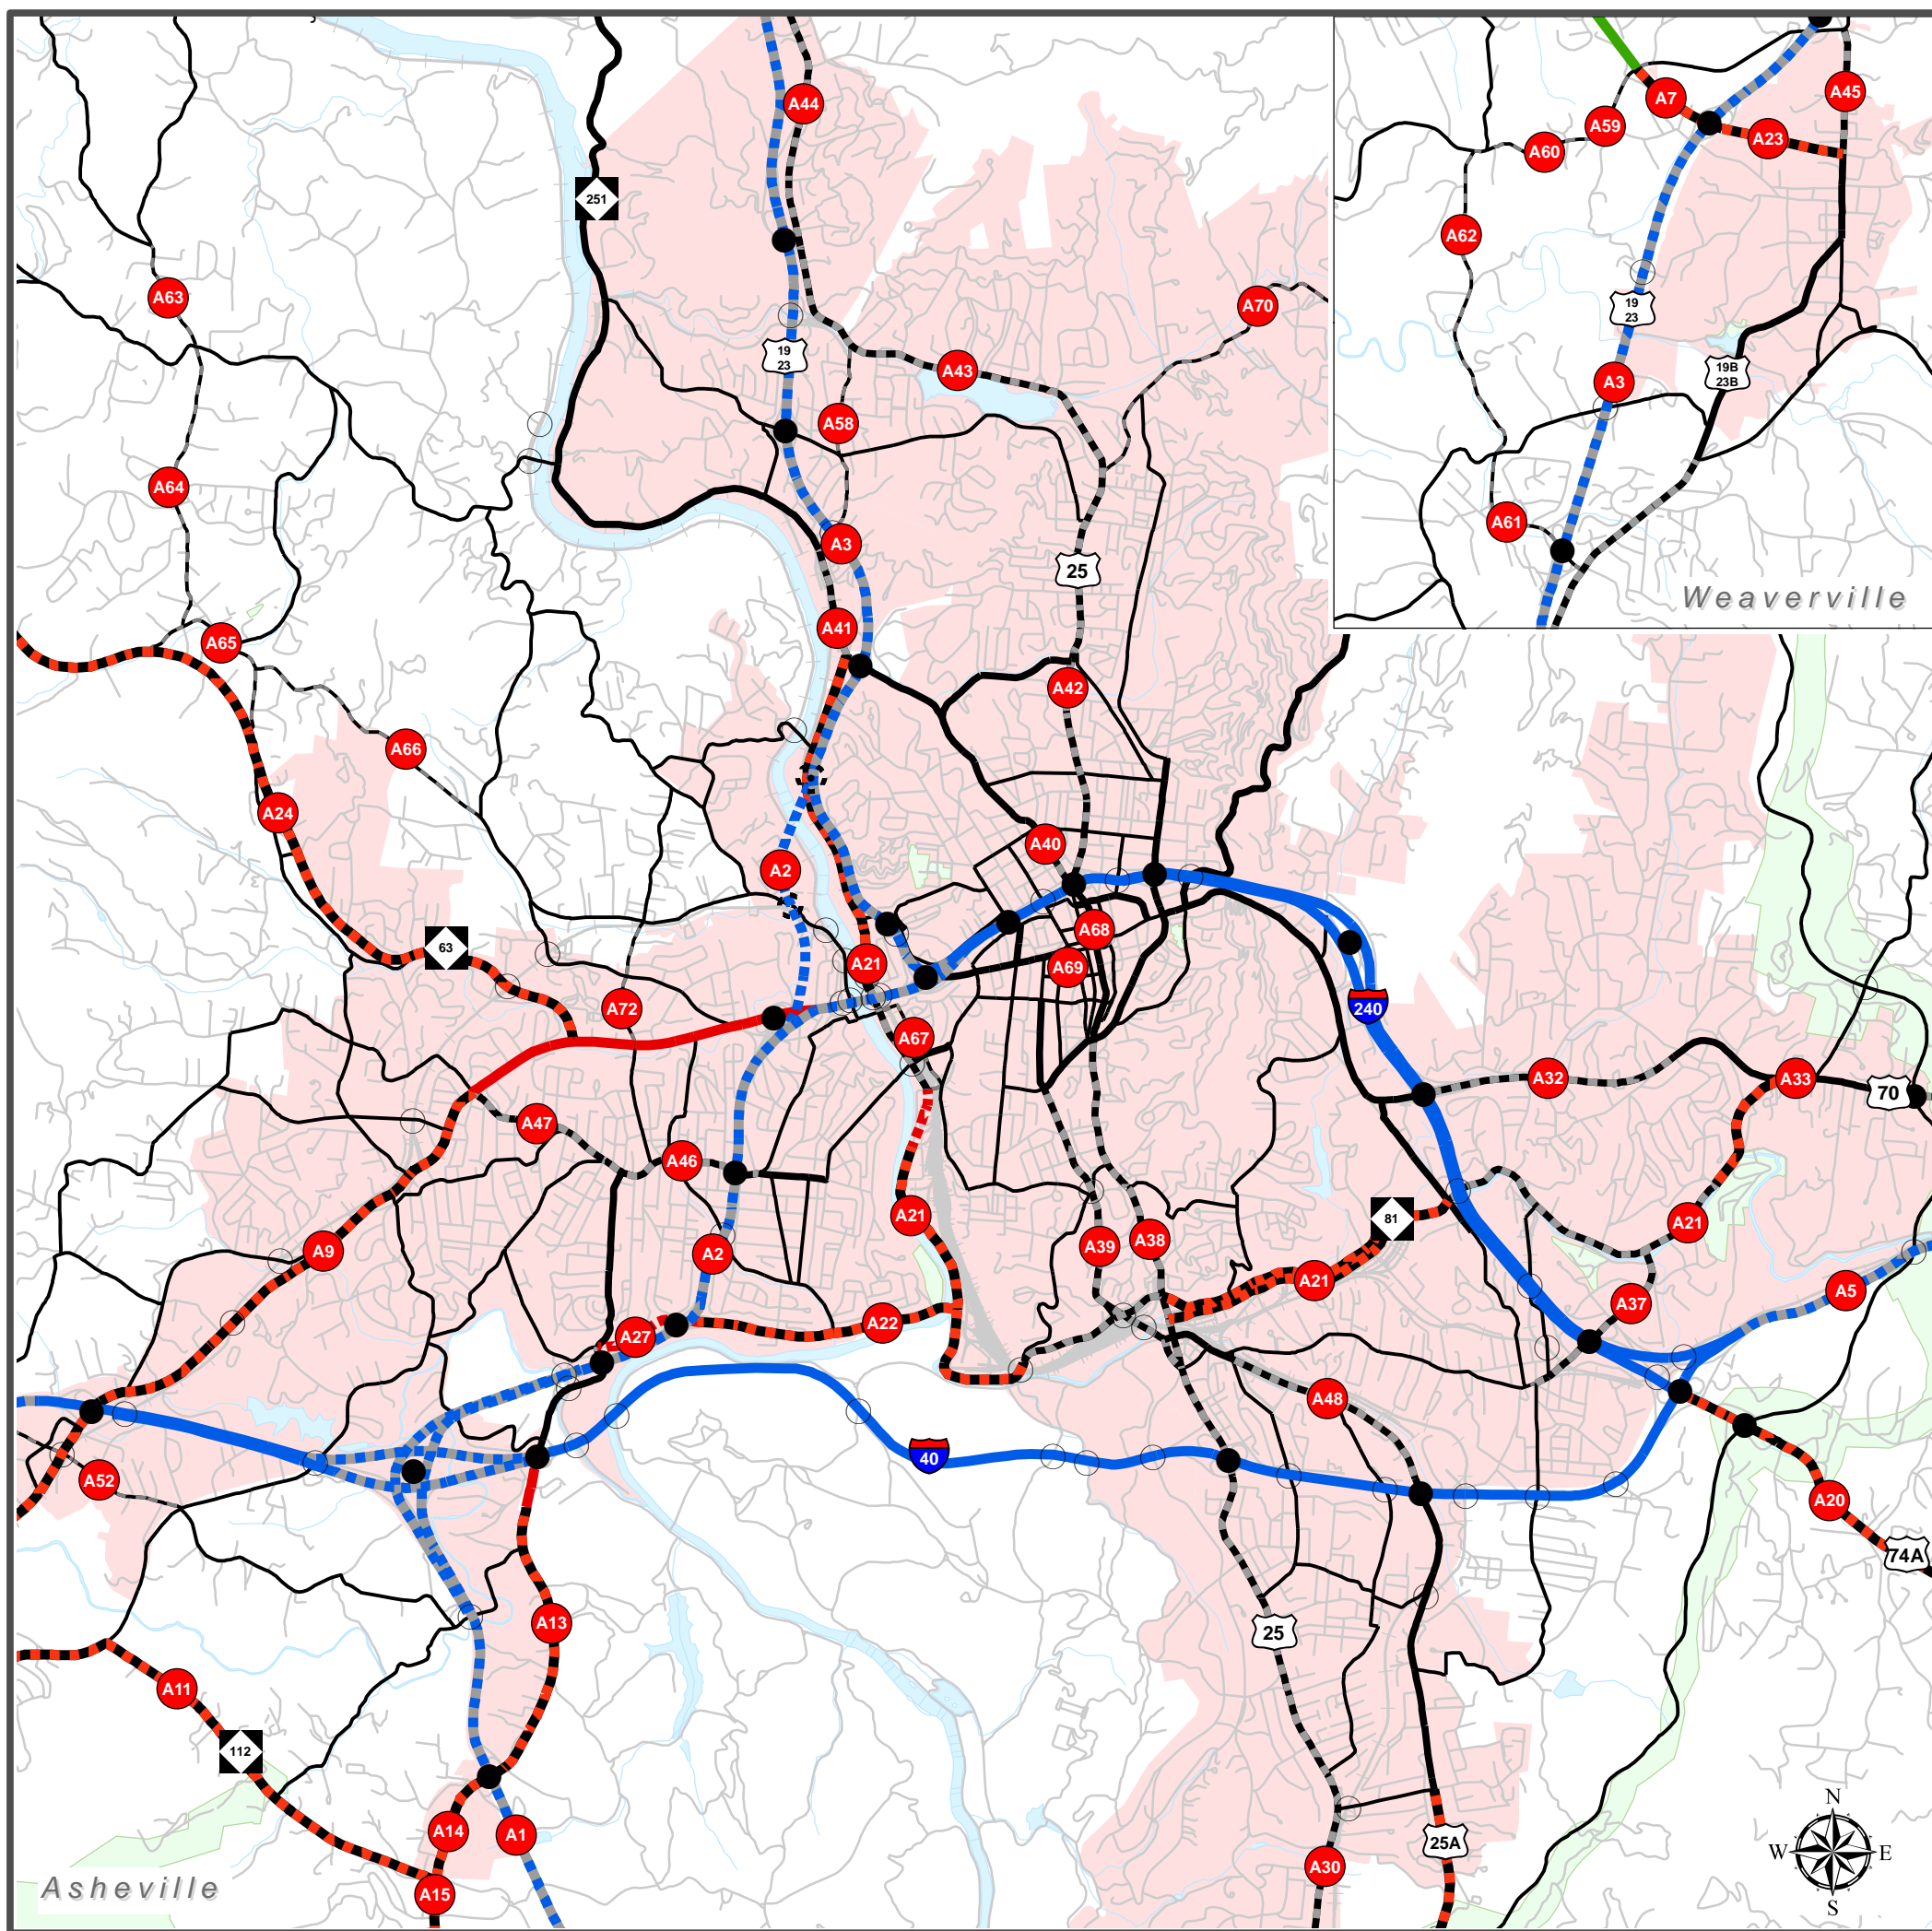 A44
251
A63
A70
19
23
A43
A58
A64
A3
25
A41
A65
A42
A66
A24
A40
A2
A68
63
A21
A69
A72
240
A67
A32
A33
70
A47
A46
A21
81
A21
A39
A38
A9
A2
A21
A5
A37
A22
A27
A48
40
A52
A20
74A
A13
25
A11
112
A14
A1
25A
A30
A15
Asheville
N
W
E
S
A7
A45
A59
A23
A60
A62
19
23
19B
23B
A3
A61
Weaverville